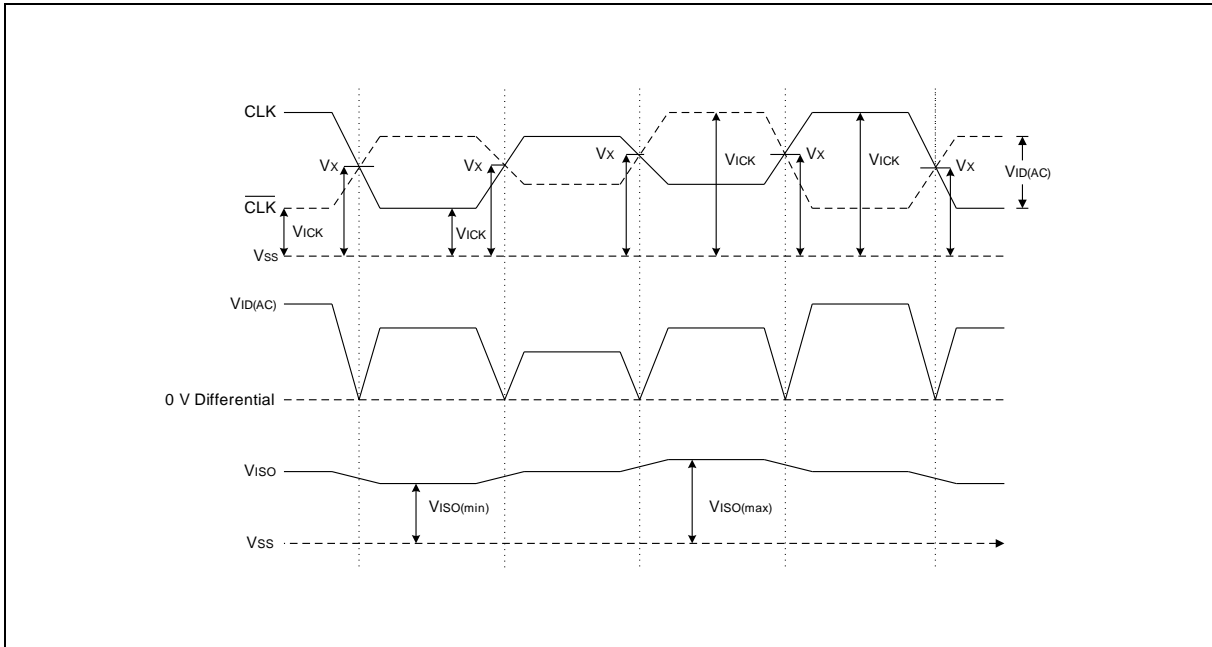 CLK
VX VX VX VX VX
VICK VICK VID(AC)
C̅L̅K̅
VICK VICK
VSS
VID(AC)
0 V Differential
VISO
VISO(min) VISO(max)
VSS